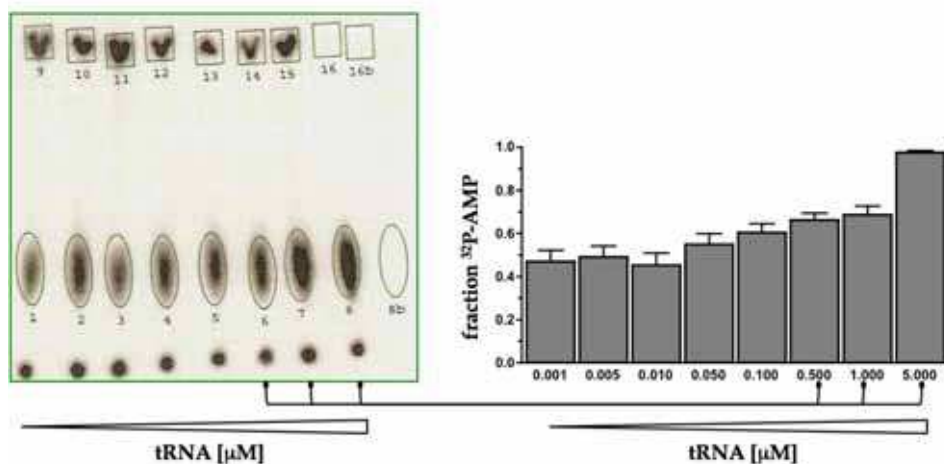 9 10 11 12 13 14 15 16 16b
1 2 3 4 5 6 7 8 8b
tRNA [μM]
fraction ³²P-AMP
1.0
0.8
0.6
0.4
0.2
0.0
0.001 0.005 0.010 0.050 0.100 0.500 1.000 5.000
tRNA [μM]